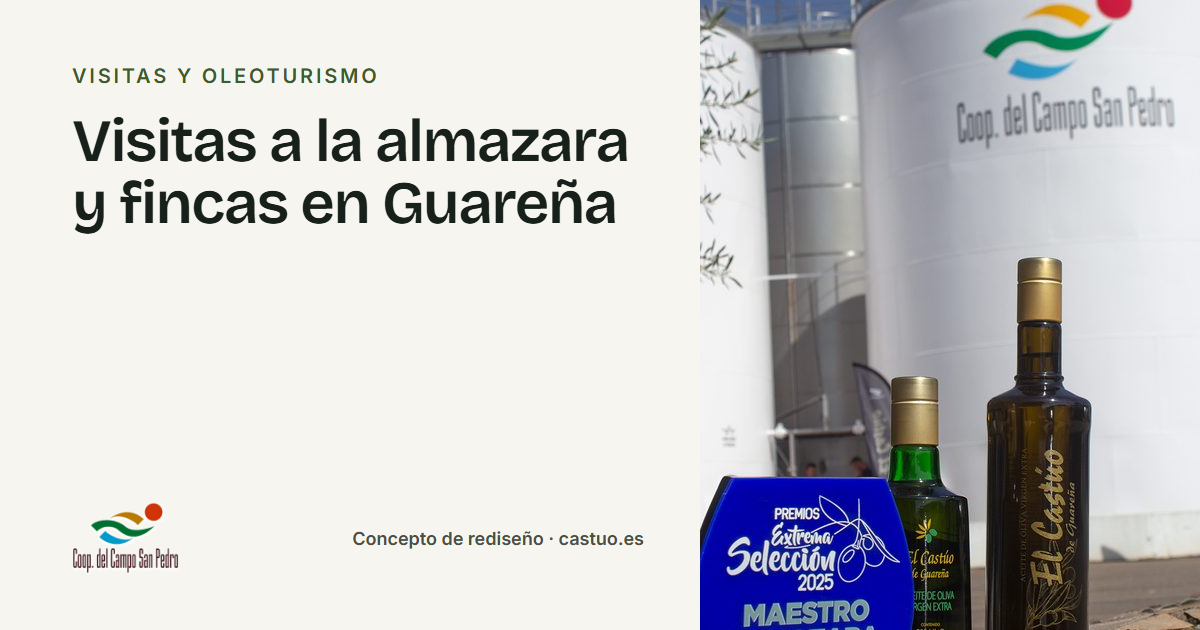 VISITAS Y OLEOTURISMO
Visitas a la almazara
y fincas en Guareña
Coop. del Campo San Pedro
Concepto de rediseño · castuo.es
Coop. del Campo San Pedro
PREMIOS
Extrema
Selección
2025
MAESTRO
El Castúo
de Guareña
ACEITE DE OLIVA VIRGEN EXTRA
El Castúo
de Guareña